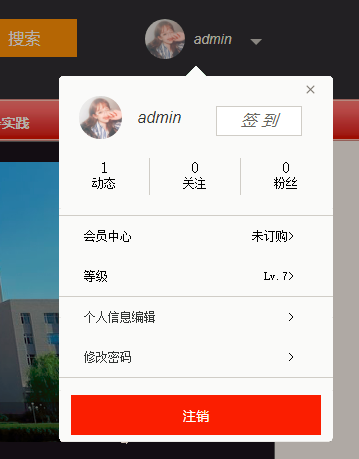 搜索
admin
实践
×
admin
签到
1
0
0
动态
关注
粉丝
会员中心
未订购>
等级
Lv.7>
个人信息编辑
>
修改密码
>
注销